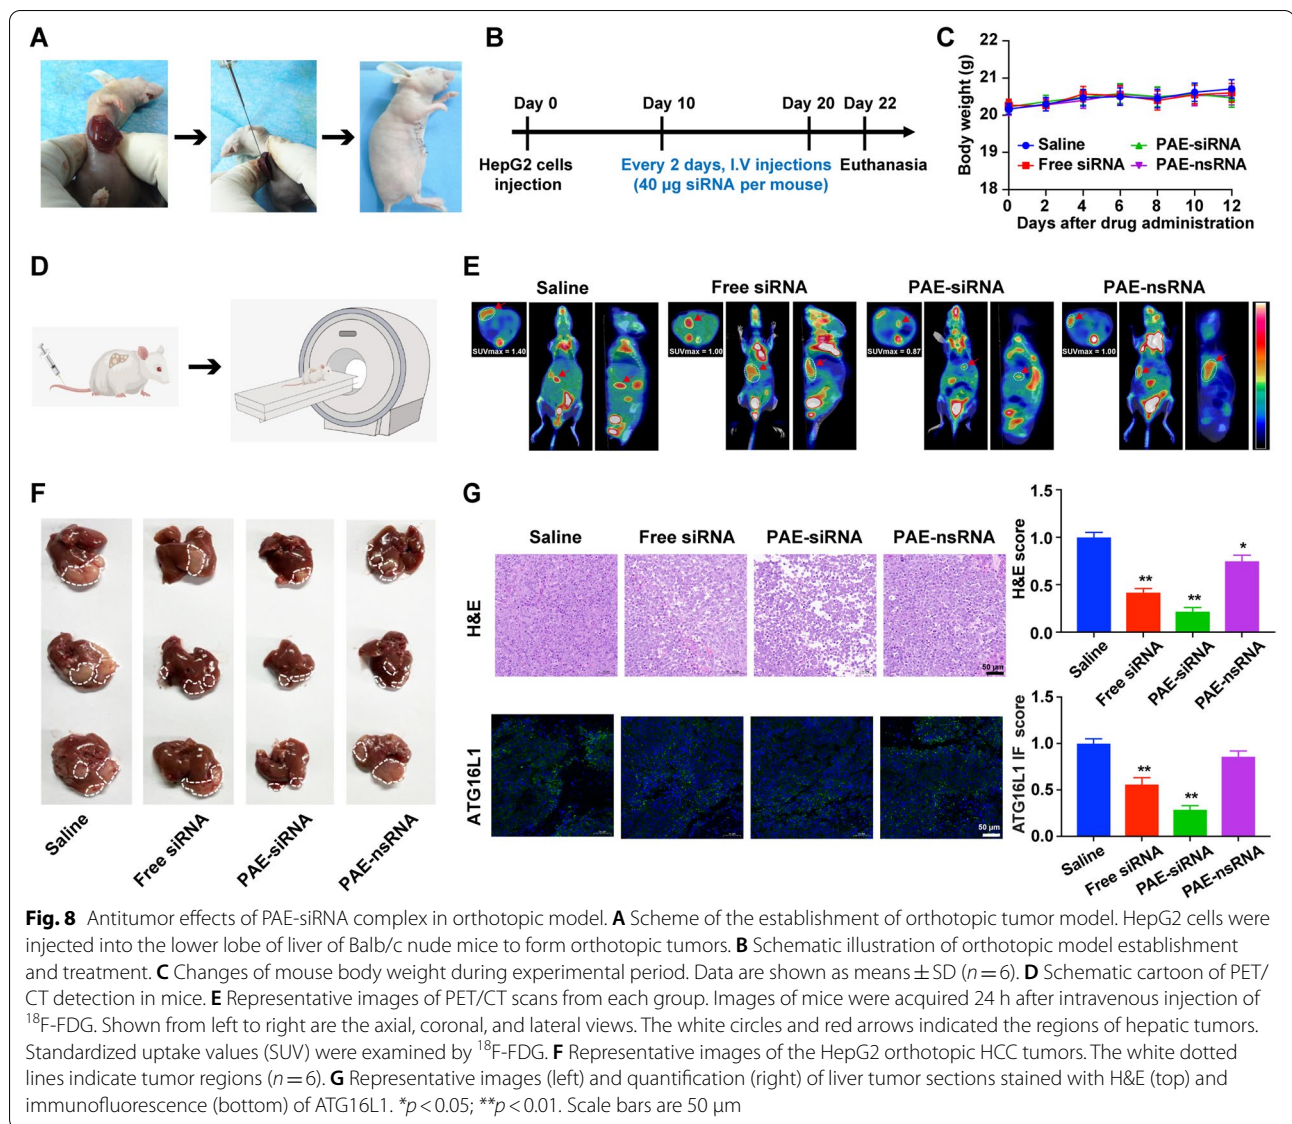 A
B
Day 0
Day 10
Day 20
Day 22
HepG2 cells
injection
Every 2 days, I.V injections
(40 µg siRNA per mouse)
Euthanasia
C
Body weight (g)
22
21
20
19
18
Saline
Free siRNA
PAE-siRNA
PAE-nsRNA
0 2 4 6 8 10 12
Days after drug administration
D
E
Saline
Free siRNA
PAE-siRNA
PAE-nsRNA
SUVmax = 1.40
SUVmax = 1.00
SUVmax = 0.87
SUVmax = 1.00
F
Saline
Free siRNA
PAE-siRNA
PAE-nsRNA
G
Saline
Free siRNA
PAE-siRNA
PAE-nsRNA
H&E
50 µm
ATG16L1
50 µm
H&E score
1.5
1.0
0.5
0.0
**
**
*
Saline
Free siRNA
PAE-siRNA
PAE-nsRNA
ATG16L1 IF score
1.5
1.0
0.5
0.0
**
**
Saline
Free siRNA
PAE-siRNA
PAE-nsRNA
Fig. 8 Antitumor effects of PAE-siRNA complex in orthotopic model. A Scheme of the establishment of orthotopic tumor model. HepG2 cells were
injected into the lower lobe of liver of Balb/c nude mice to form orthotopic tumors. B Schematic illustration of orthotopic model establishment
and treatment. C Changes of mouse body weight during experimental period. Data are shown as means ± SD (n = 6). D Schematic cartoon of PET/
CT detection in mice. E Representative images of PET/CT scans from each group. Images of mice were acquired 24 h after intravenous injection of
¹⁸F-FDG. Shown from left to right are the axial, coronal, and lateral views. The white circles and red arrows indicated the regions of hepatic tumors.
Standardized uptake values (SUV) were examined by ¹⁸F-FDG. F Representative images of the HepG2 orthotopic HCC tumors. The white dotted
lines indicate tumor regions (n = 6). G Representative images (left) and quantification (right) of liver tumor sections stained with H&E (top) and
immunofluorescence (bottom) of ATG16L1. *p < 0.05; **p < 0.01. Scale bars are 50 µm